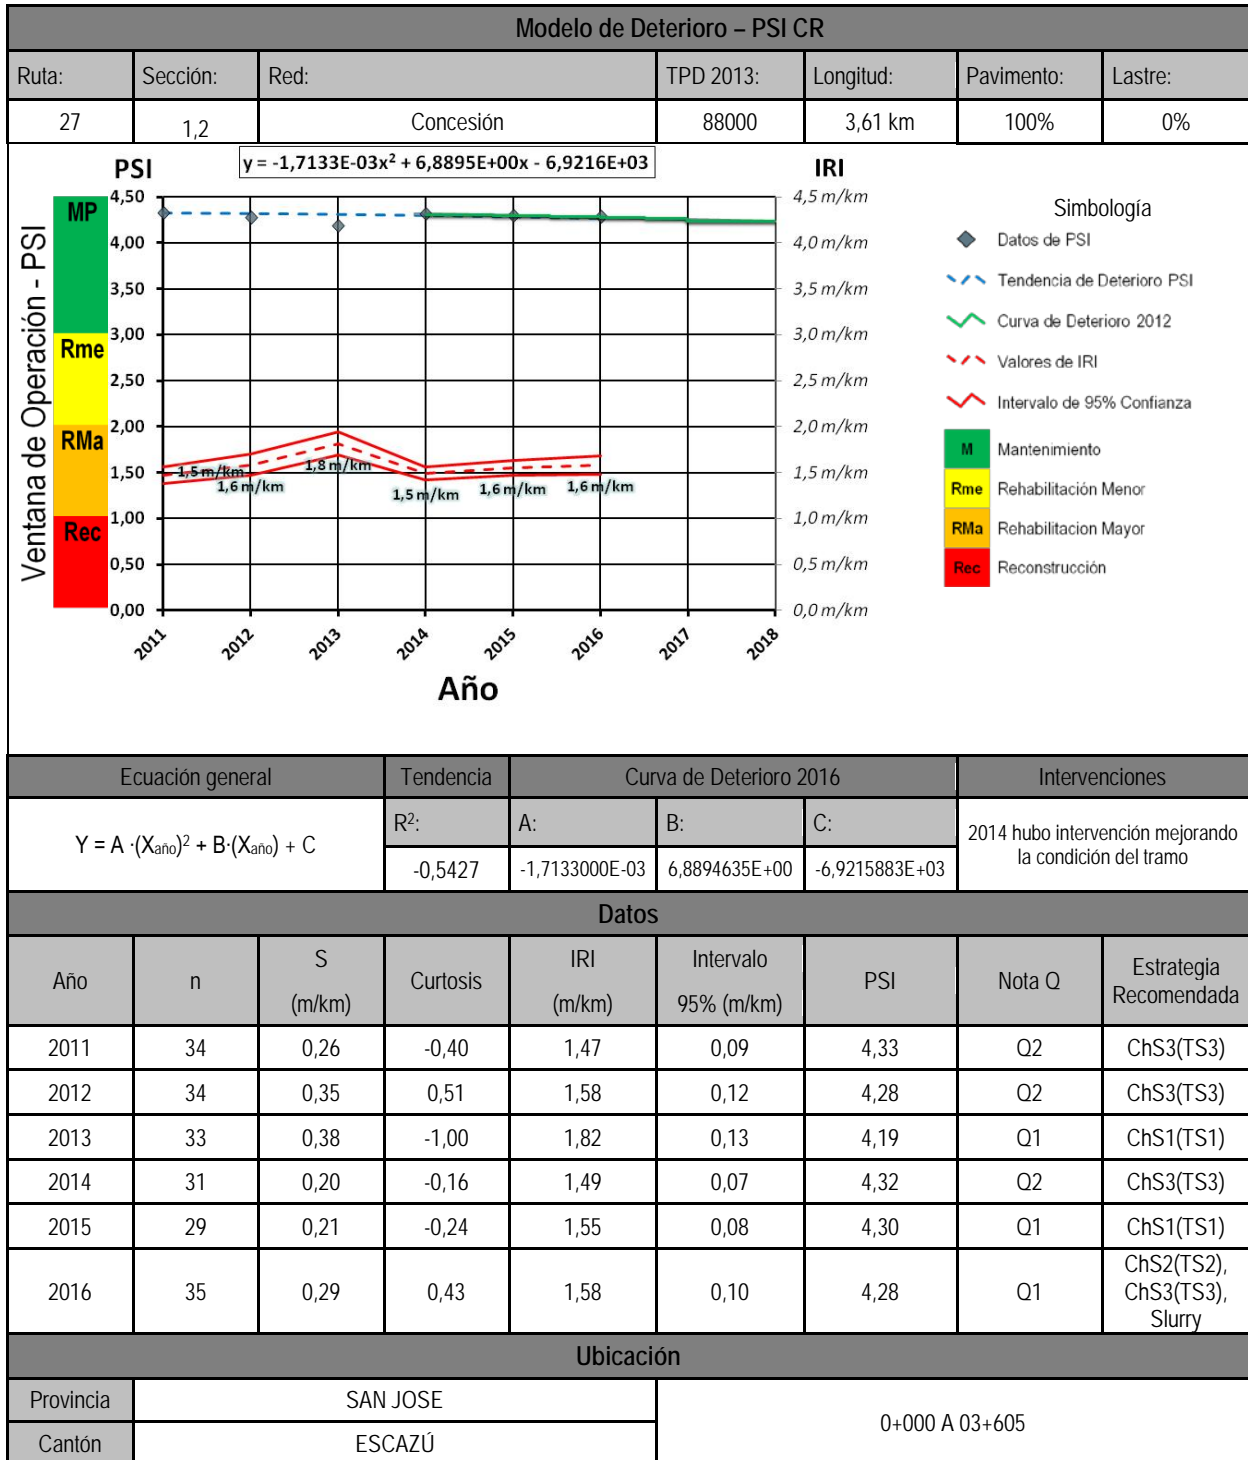 Modelo de Deterioro – PSI CR
Ruta: Sección: Red: TPD 2013: Longitud: Pavimento: Lastre:
27 1,2 Concesión 88000 3,61 km 100% 0%
PSI y = -1,7133E-03x² + 6,8895E+00x - 6,9216E+03 IRI
Ventana de Operación - PSI
MP
Rme
RMa
Rec
4,50
4,00
3,50
3,00
2,50
2,00
1,50
1,00
0,50
0,00
1,5 m/km
1,6 m/km
1,8 m/km
1,5 m/km
1,6 m/km
1,6 m/km
4,5 m/km
4,0 m/km
3,5 m/km
3,0 m/km
2,5 m/km
2,0 m/km
1,5 m/km
1,0 m/km
0,5 m/km
0,0 m/km
2011 2012 2013 2014 2015 2016 2017 2018
Año
Simbología
Datos de PSI
Tendencia de Deterioro PSI
Curva de Deterioro 2012
Valores de IRI
Intervalo de 95% Confianza
M Mantenimiento
Rme Rehabilitación Menor
RMa Rehabilitacion Mayor
Rec Reconstrucción
Ecuación general Tendencia Curva de Deterioro 2016 Intervenciones
Y = A ·(Xaño)² + B·(Xaño) + C
R²: A: B: C:
-0,5427 -1,7133000E-03 6,8894635E+00 -6,9215883E+03
2014 hubo intervención mejorando
la condición del tramo
Datos
Año n S (m/km) Curtosis IRI (m/km) Intervalo 95% (m/km) PSI Nota Q Estrategia Recomendada
2011 34 0,26 -0,40 1,47 0,09 4,33 Q2 ChS3(TS3)
2012 34 0,35 0,51 1,58 0,12 4,28 Q2 ChS3(TS3)
2013 33 0,38 -1,00 1,82 0,13 4,19 Q1 ChS1(TS1)
2014 31 0,20 -0,16 1,49 0,07 4,32 Q2 ChS3(TS3)
2015 29 0,21 -0,24 1,55 0,08 4,30 Q1 ChS1(TS1)
2016 35 0,29 0,43 1,58 0,10 4,28 Q1 ChS2(TS2), ChS3(TS3), Slurry
Ubicación
Provincia SAN JOSE
Cantón ESCAZÚ
0+000 A 03+605